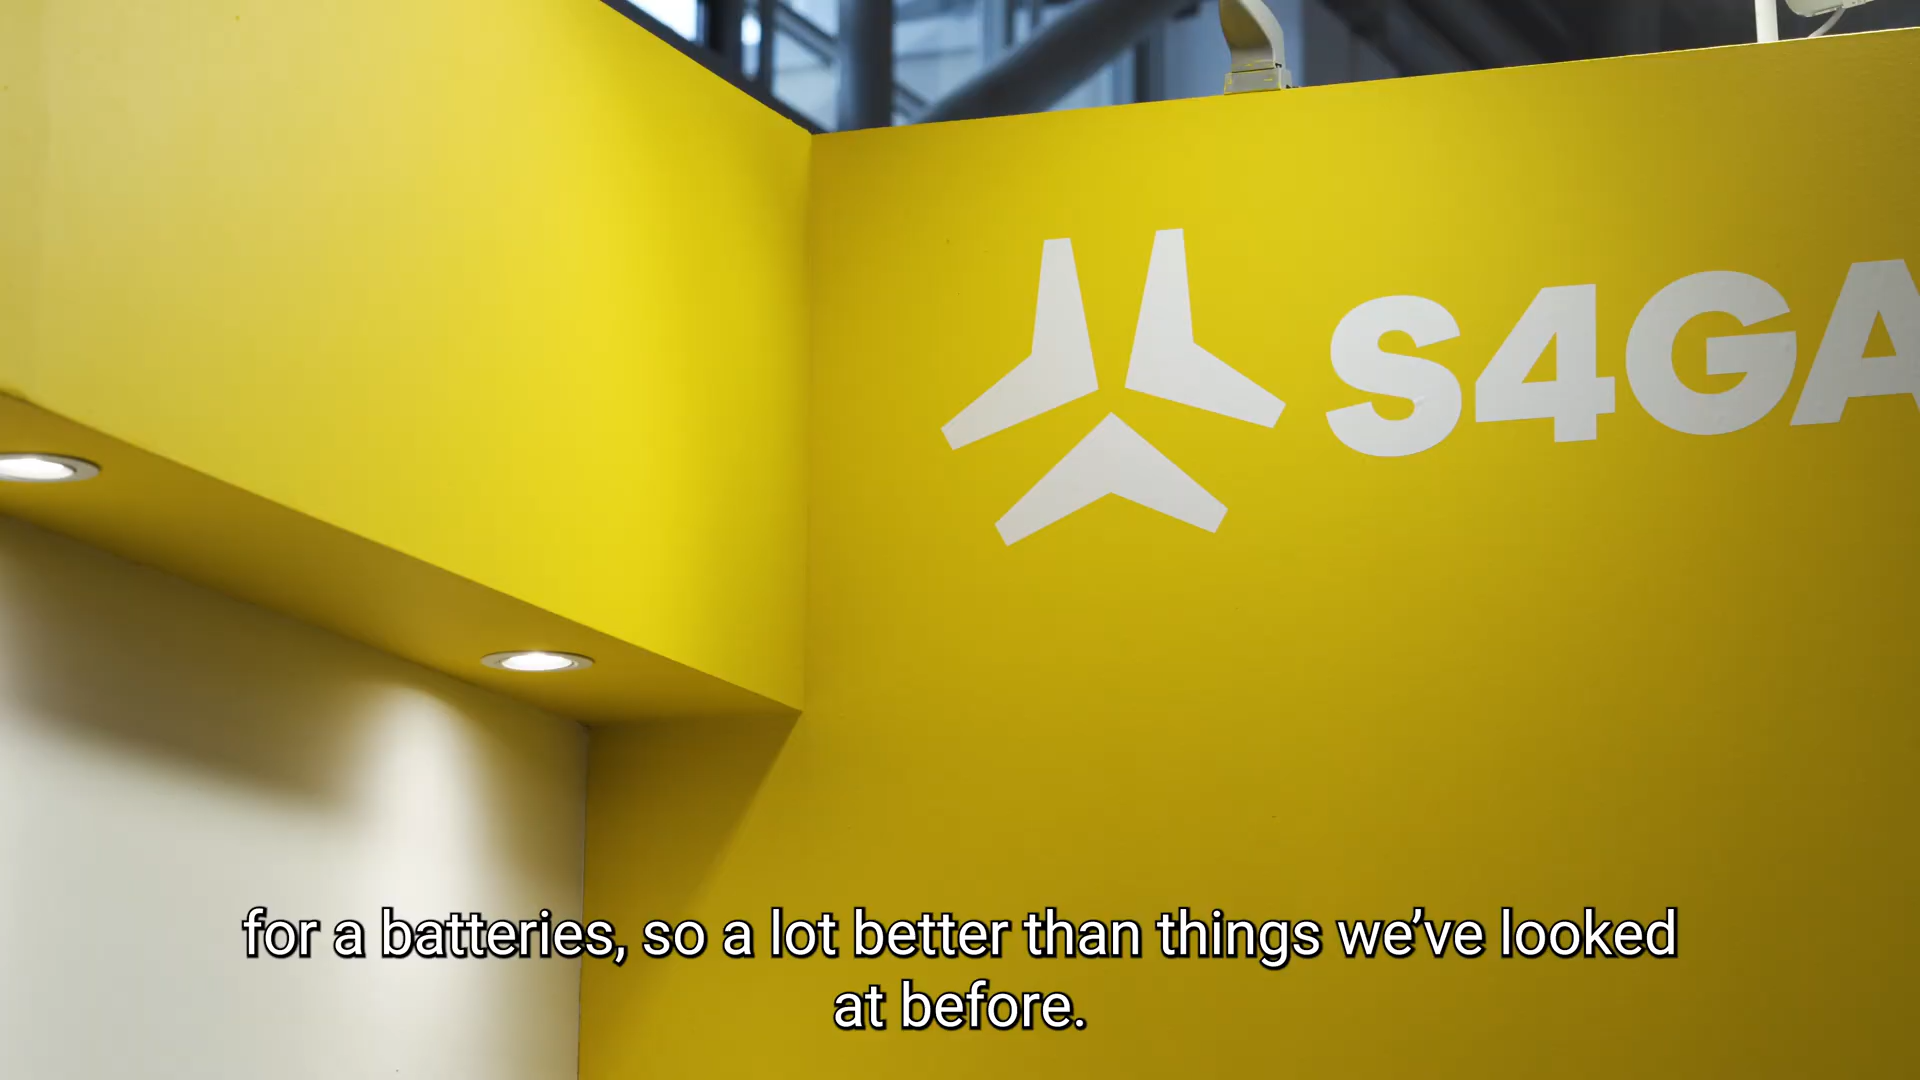 S4GA
for a batteries, so a lot better than things we’ve looked
at before.